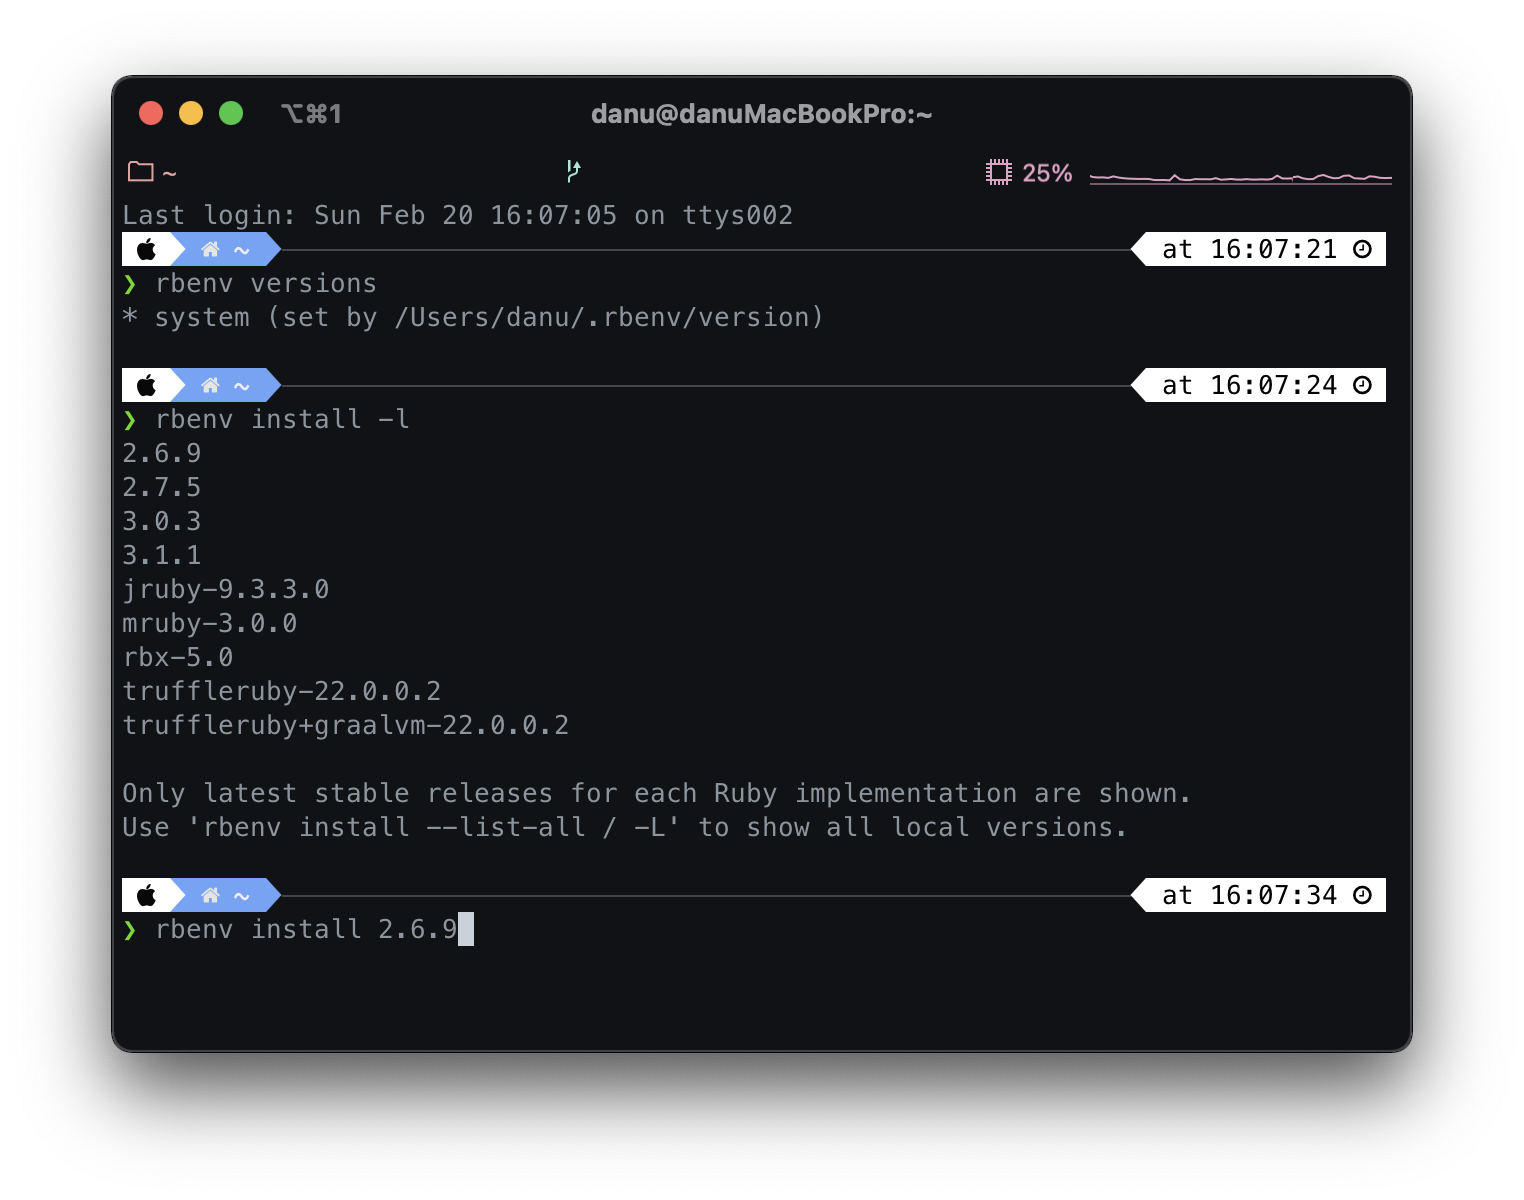 ⌥⌘1 danu@danuMacBookPro:~
~ 25%
Last login: Sun Feb 20 16:07:05 on ttys002
~ at 16:07:21
❯ rbenv versions
* system (set by /Users/danu/.rbenv/version)
~ at 16:07:24
❯ rbenv install -l
2.6.9
2.7.5
3.0.3
3.1.1
jruby-9.3.3.0
mruby-3.0.0
rbx-5.0
truffleruby-22.0.0.2
truffleruby+graalvm-22.0.0.2
Only latest stable releases for each Ruby implementation are shown.
Use 'rbenv install --list-all / -L' to show all local versions.
~ at 16:07:34
❯ rbenv install 2.6.9